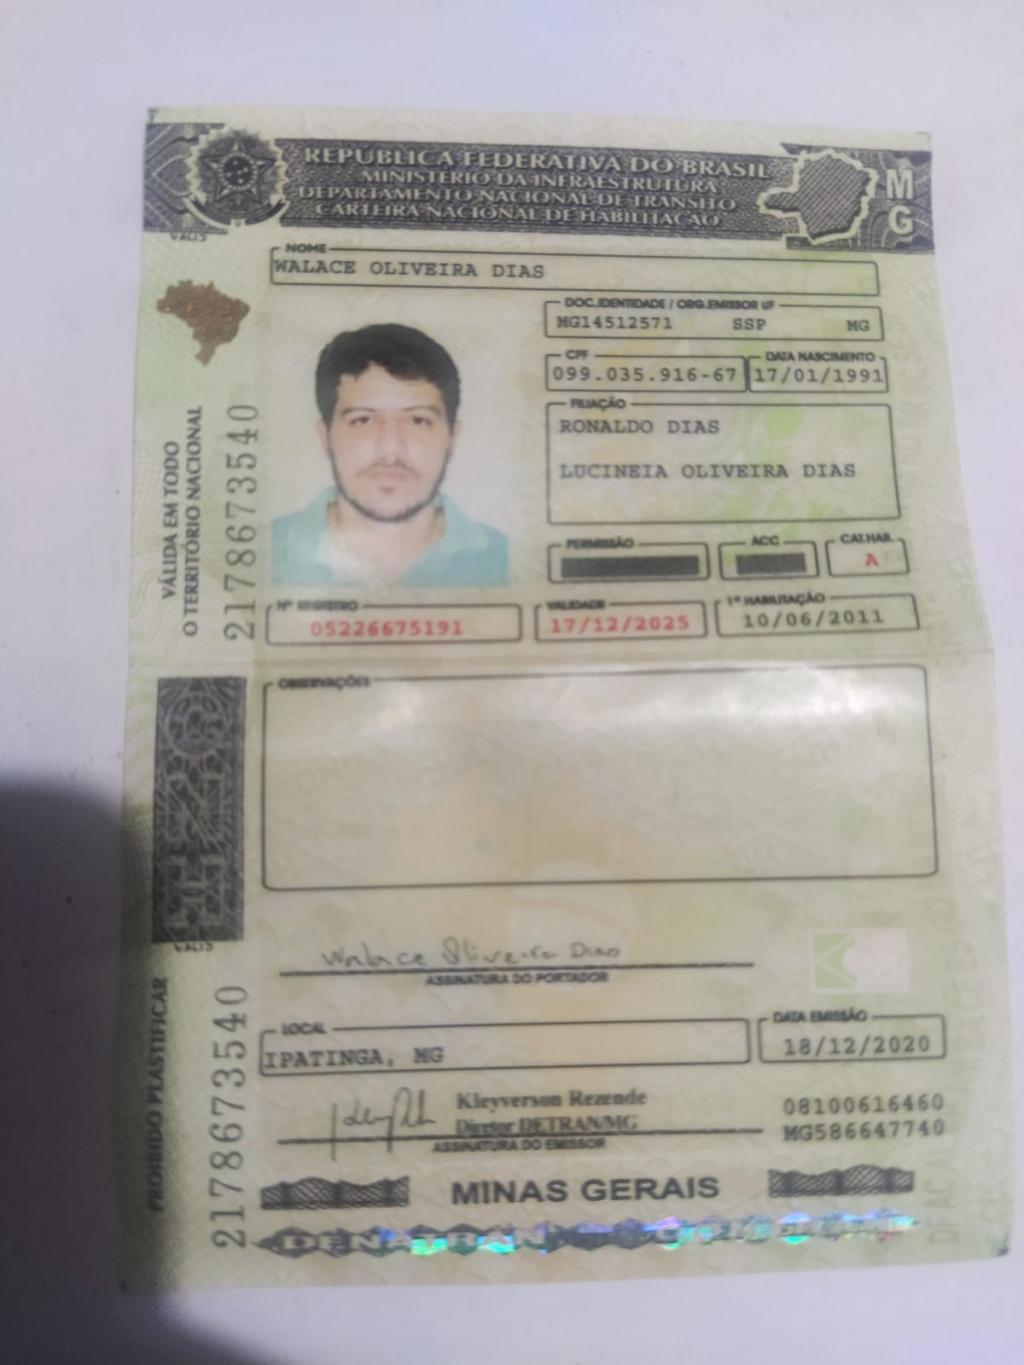 REPÚBLICA FEDERATIVA DO BRASIL
MINISTÉRIO DA INFRAESTRUTURA
DEPARTAMENTO NACIONAL DE TRÂNSITO
CARTEIRA NACIONAL DE HABILITAÇÃO
MG
VALID
NOME
WALACE OLIVEIRA DIAS
DOC.IDENTIDADE / ORG.EMISSOR UF
MG14512571 SSP MG
CPF DATA NASCIMENTO
099.035.916-67 17/01/1991
FILIAÇÃO
RONALDO DIAS
LUCINEIA OLIVEIRA DIAS
PERMISSÃO ACC CAT.HAB.
A
Nº REGISTRO VALIDADE 1ª HABILITAÇÃO
05226675191 17/12/2025 10/06/2011
VÁLIDA EM TODO
O TERRITÓRIO NACIONAL
2178673540
OBSERVAÇÕES
VALID
Walace Oliveira Dias
ASSINATURA DO PORTADOR
LOCAL DATA EMISSÃO
IPATINGA, MG 18/12/2020
Kleyverson Rezende
Diretor DETRAN/MG
ASSINATURA DO EMISSOR
08100616460
MG586647740
PROIBIDO PLASTIFICAR
2178673540
MINAS GERAIS
DENATRAN CONTRAN